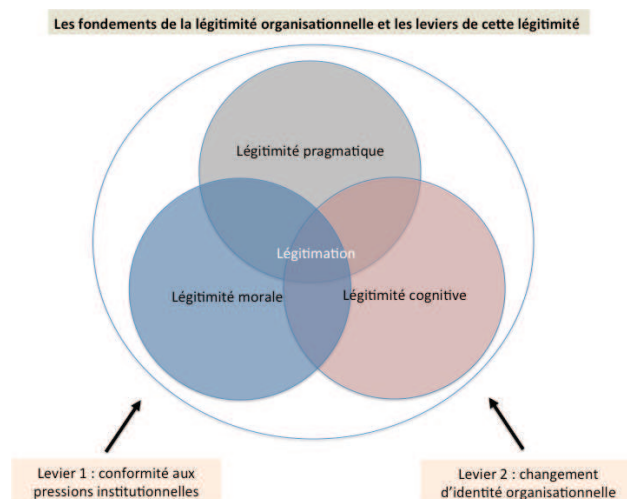 Les fondements de la légitimité organisationnelle et les leviers de cette légitimité
Légitimité pragmatique
Légitimation
Légitimité morale
Légitimité cognitive
Levier 1 : conformité aux
pressions institutionnelles
Levier 2 : changement
d'identité organisationnelle